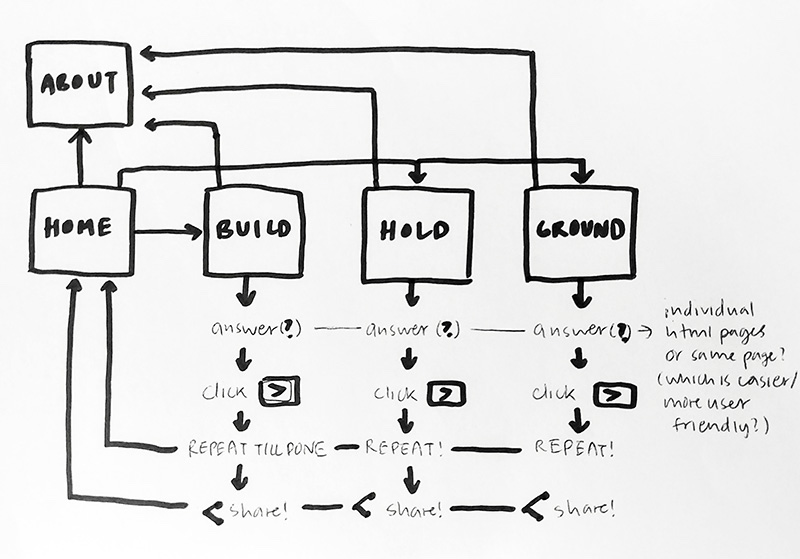 ABOUT
HOME
BUILD
HOLD
GROUND
answer(?)
answer(?)
answer(?)
individual
html pages
or same page?
(which is easier/
more user
friendly?)
click >
click >
click >
REPEAT TILL DONE
REPEAT!
REPEAT!
share!
share!
share!